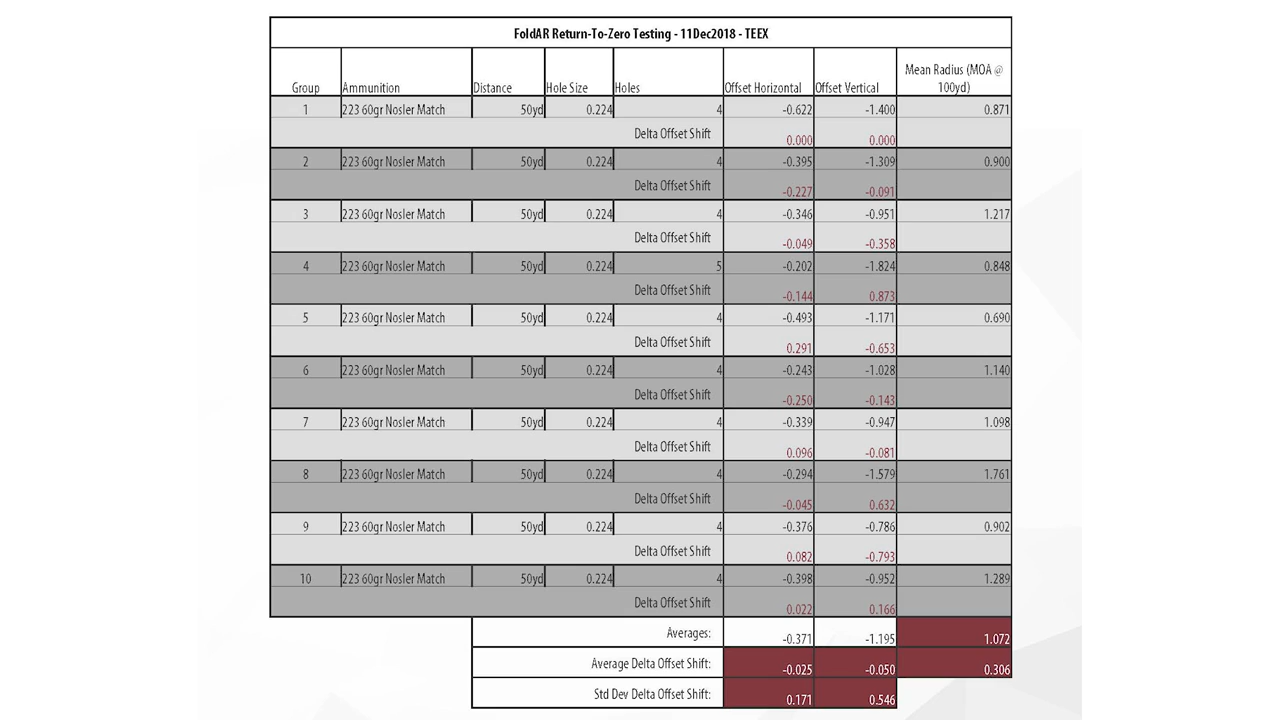 FoldAR Return-To-Zero Testing - 11Dec2018 - TEEX
Group Ammunition Distance Hole Size Holes Offset Horizontal Offset Vertical Mean Radius (MOA @ 100yd)
1 223 60gr Nosler Match 50yd 0.224 4 -0.622 -1.400 0.871
Delta Offset Shift 0.000 0.000
2 223 60gr Nosler Match 50yd 0.224 4 -0.395 -1.309 0.900
Delta Offset Shift -0.227 -0.091
3 223 60gr Nosler Match 50yd 0.224 4 -0.346 -0.951 1.217
Delta Offset Shift -0.049 -0.358
4 223 60gr Nosler Match 50yd 0.224 5 -0.202 -1.824 0.848
Delta Offset Shift -0.144 0.873
5 223 60gr Nosler Match 50yd 0.224 4 -0.493 -1.171 0.690
Delta Offset Shift 0.291 -0.653
6 223 60gr Nosler Match 50yd 0.224 4 -0.243 -1.028 1.140
Delta Offset Shift -0.250 -0.143
7 223 60gr Nosler Match 50yd 0.224 4 -0.339 -0.947 1.098
Delta Offset Shift 0.096 -0.081
8 223 60gr Nosler Match 50yd 0.224 4 -0.294 -1.579 1.761
Delta Offset Shift -0.045 0.632
9 223 60gr Nosler Match 50yd 0.224 4 -0.376 -0.786 0.902
Delta Offset Shift 0.082 -0.793
10 223 60gr Nosler Match 50yd 0.224 4 -0.398 -0.952 1.289
Delta Offset Shift 0.022 0.166
Averages: -0.371 -1.195 1.072
Average Delta Offset Shift: -0.025 -0.050 0.306
Std Dev Delta Offset Shift: 0.171 0.546